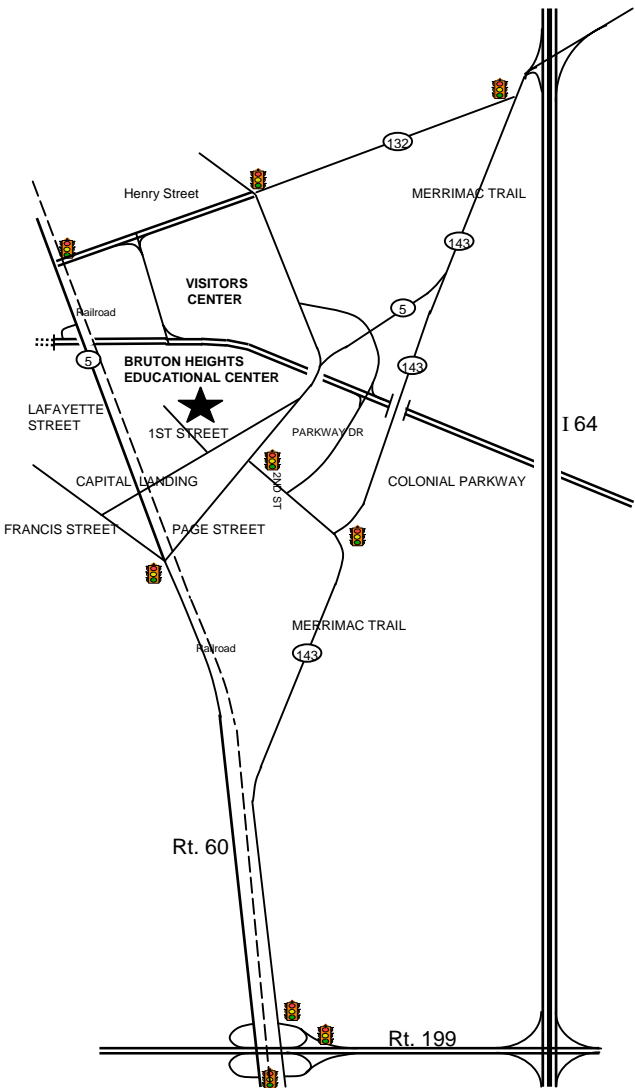 132
Henry Street
MERRIMAC TRAIL
143
VISITORS
CENTER
5
Railroad
BRUTON HEIGHTS
EDUCATIONAL CENTER
5
143
LAFAYETTE
STREET
1ST STREET
PARKWAY DR
I 64
2ND ST
CAPITAL LANDING
COLONIAL PARKWAY
FRANCIS STREET
PAGE STREET
MERRIMAC TRAIL
Railroad
143
Rt. 60
Rt. 199